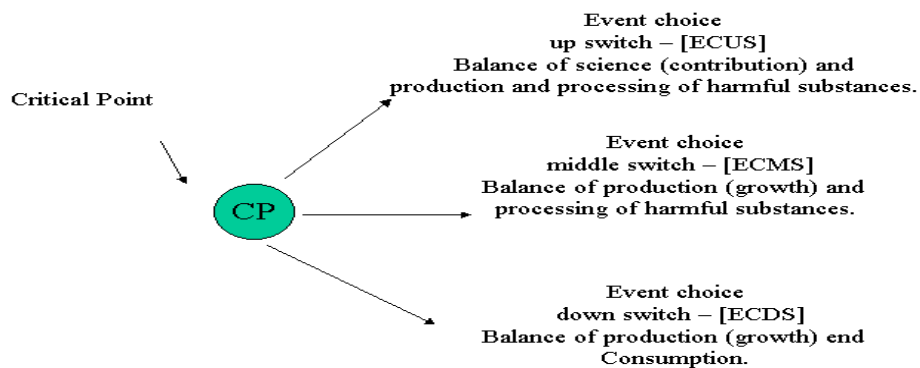 Event choice
up switch – [ECUS]
Balance of science (contribution) and
production and processing of harmful substances.
Critical Point
Event choice
middle switch – [ECMS]
Balance of production (growth) and
processing of harmful substances.
CP
Event choice
down switch – [ECDS]
Balance of production (growth) end
Consumption.